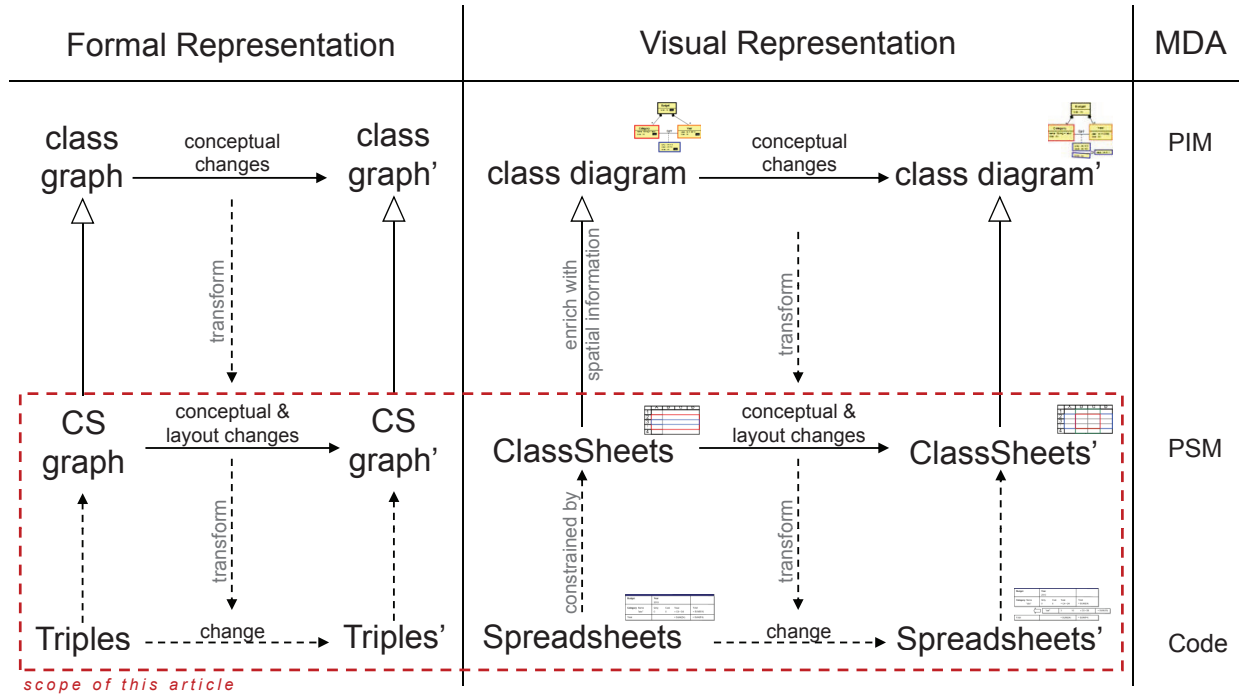 Formal Representation
Visual Representation
MDA
class
graph
conceptual
changes
class
graph’
class diagram
conceptual
changes
class diagram’
PIM
transform
enrich with
spatial information
transform
CS
graph
conceptual &
layout changes
CS
graph’
ClassSheets
conceptual &
layout changes
ClassSheets’
PSM
transform
constrained by
transform
Triples
change
Triples’
Spreadsheets
change
Spreadsheets’
Code
scope of this article